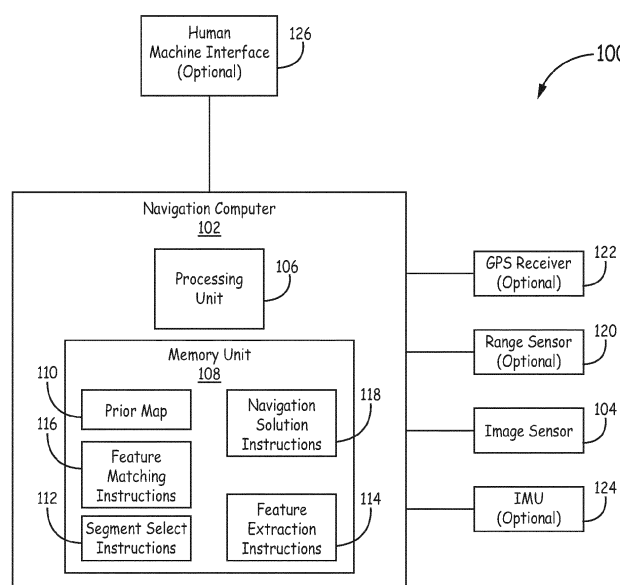 Human
Machine Interface
(Optional)
126
100
Navigation Computer
102
Processing
Unit
106
Memory Unit
108
110
Prior Map
116
Feature
Matching
Instructions
112
Segment Select
Instructions
Navigation
Solution
Instructions
118
Feature
Extraction
Instructions
114
GPS Receiver
(Optional)
122
Range Sensor
(Optional)
120
Image Sensor
104
IMU
(Optional)
124